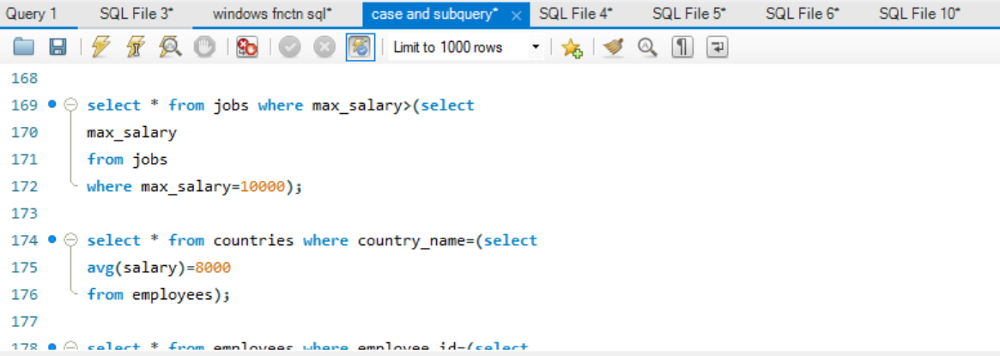 Query 1 SQL File 3* windows fnctn sql* case and subquery* × SQL File 4* SQL File 5* SQL File 6* SQL File 10*
Limit to 1000 rows
168
169 select * from jobs where max_salary>(select
170 max_salary
171 from jobs
172 where max_salary=10000);
173
174 select * from countries where country_name=(select
175 avg(salary)=8000
176 from employees);
177
178 select * from employees where employee_id=(select